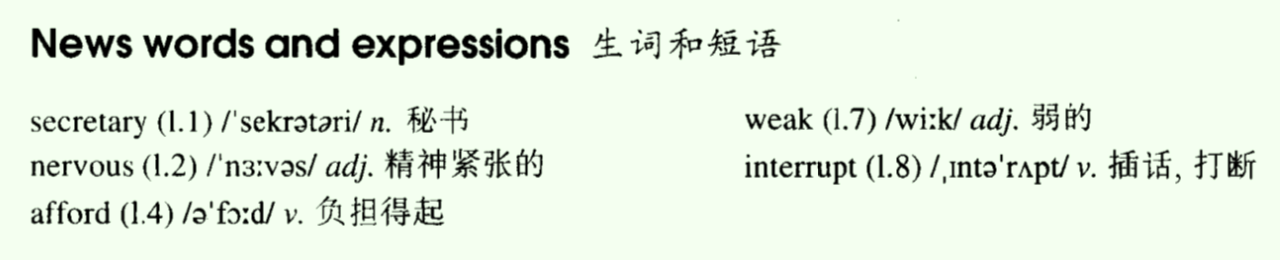 News words and expressions 生词和短语
secretary (l.1) /ˈsekrətəri/ n. 秘书
nervous (l.2) /ˈnɜːvəs/ adj. 精神紧张的
afford (l.4) /əˈfɔːd/ v. 负担得起
weak (l.7) /wiːk/ adj. 弱的
interrupt (l.8) /ˌɪntəˈrʌpt/ v. 插话, 打断